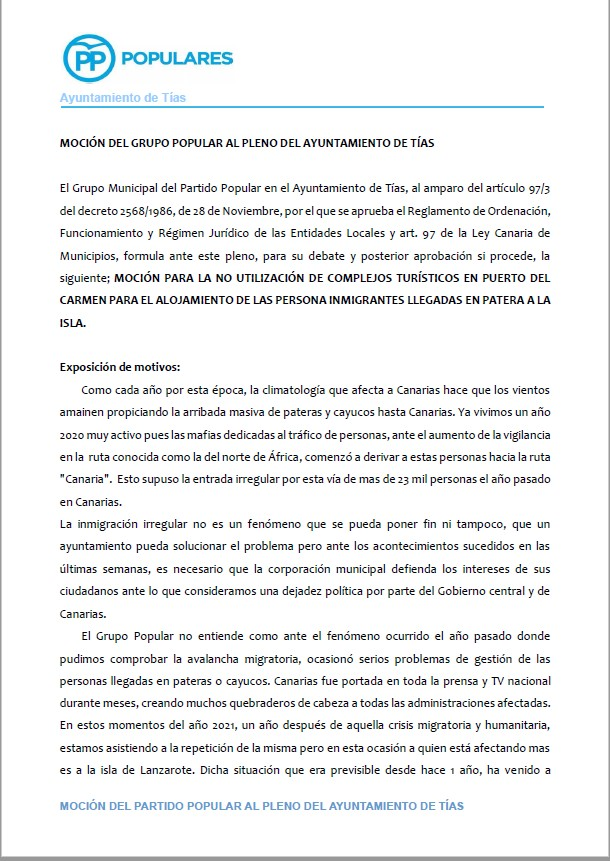 PP POPULARES
Ayuntamiento de Tías
MOCIÓN DEL GRUPO POPULAR AL PLENO DEL AYUNTAMIENTO DE TÍAS
El Grupo Municipal del Partido Popular en el Ayuntamiento de Tías, al amparo del artículo 97/3
del decreto 2568/1986, de 28 de Noviembre, por el que se aprueba el Reglamento de Ordenación,
Funcionamiento y Régimen Jurídico de las Entidades Locales y art. 97 de la Ley Canaria de
Municipios, formula ante este pleno, para su debate y posterior aprobación si procede, la
siguiente; MOCIÓN PARA LA NO UTILIZACIÓN DE COMPLEJOS TURÍSTICOS EN PUERTO DEL
CARMEN PARA EL ALOJAMIENTO DE LAS PERSONA INMIGRANTES LLEGADAS EN PATERA A LA
ISLA.
Exposición de motivos:
Como cada año por esta época, la climatología que afecta a Canarias hace que los vientos
amainen propiciando la arribada masiva de pateras y cayucos hasta Canarias. Ya vivimos un año
2020 muy activo pues las mafias dedicadas al tráfico de personas, ante el aumento de la vigilancia
en la ruta conocida como la del norte de África, comenzó a derivar a estas personas hacia la ruta
"Canaria". Esto supuso la entrada irregular por esta vía de mas de 23 mil personas el año pasado
en Canarias.
La inmigración irregular no es un fenómeno que se pueda poner fin ni tampoco, que un
ayuntamiento pueda solucionar el problema pero ante los acontecimientos sucedidos en las
últimas semanas, es necesario que la corporación municipal defienda los intereses de sus
ciudadanos ante lo que consideramos una dejadez política por parte del Gobierno central y de
Canarias.
El Grupo Popular no entiende como ante el fenómeno ocurrido el año pasado donde
pudimos comprobar la avalancha migratoria, ocasionó serios problemas de gestión de las
personas llegadas en pateras o cayucos. Canarias fue portada en toda la prensa y TV nacional
durante meses, creando muchos quebraderos de cabeza a todas las administraciones afectadas.
En estos momentos del año 2021, un año después de aquella crisis migratoria y humanitaria,
estamos asistiendo a la repetición de la misma pero en esta ocasión a quien está afectando mas
es a la isla de Lanzarote. Dicha situación que era previsible desde hace 1 año, ha venido a
MOCIÓN DEL PARTIDO POPULAR AL PLENO DEL AYUNTAMIENTO DE TÍAS